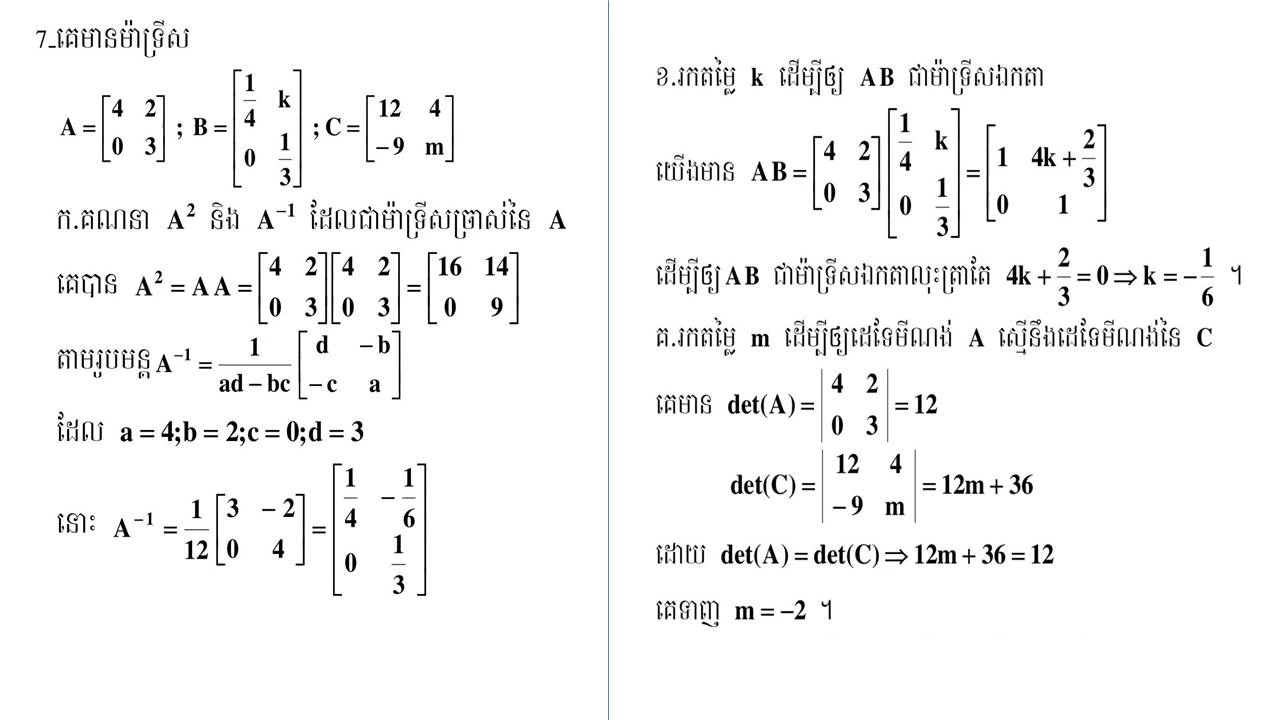 7_គេមានម៉ាទ្រីស
A = [4 2; 0 3] ; B = [1/4 k; 0 1/3] ; C = [12 4; −9 m]
ក.គណនា A² និង A⁻¹ ដែលជាម៉ាទ្រីសច្រាស់នៃ A
គេបាន A² = A A = [4 2; 0 3][4 2; 0 3] = [16 14; 0 9]
តាមរូបមន្ត A⁻¹ = 1/(ad − bc) [d −b; −c a]
ដែល a = 4;b = 2;c = 0;d = 3
នោះ A⁻¹ = 1/12 [3 −2; 0 4] = [1/4 −1/6; 0 1/3]
ខ.រកតម្លៃ k ដើម្បីឲ្យ A B ជាម៉ាទ្រីសឯកតា
យើងមាន A B = [4 2; 0 3][1/4 k; 0 1/3] = [1 4k + 2/3; 0 1]
ដើម្បីឲ្យ A B ជាម៉ាទ្រីសឯកតាលុះត្រាតែ 4k + 2/3 = 0 ⇒ k = −1/6 ។
គ.រកតម្លៃ m ដើម្បីឲ្យដេទែមីណង់ A ស្មើនឹងដេទែមីណង់នៃ C
គេមាន det(A) = |4 2; 0 3| = 12
det(C) = |12 4; −9 m| = 12m + 36
ដោយ det(A) = det(C) ⇒ 12m + 36 = 12
គេទាញ m = −2 ។